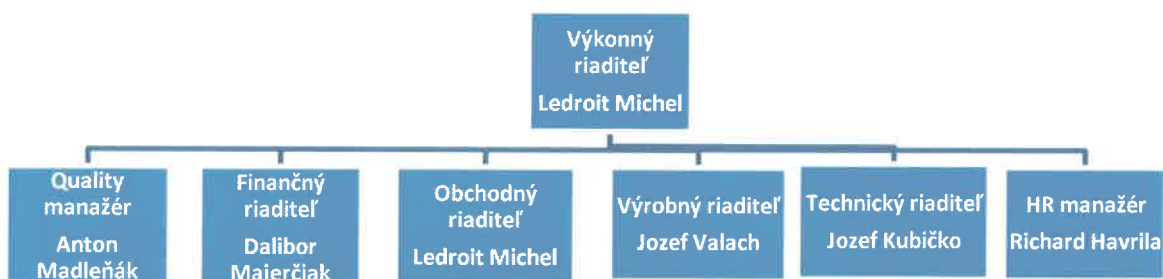 Výkonný
riaditeľ
Ledroit Michel
Quality
manažér
Anton
Madleňák
Finančný
riaditeľ
Dalibor
Majerčiak
Obchodný
riaditeľ
Ledroit Michel
Výrobný riaditeľ
Jozef Valach
Technický riaditeľ
Jozef Kubičko
HR manažér
Richard Havrila